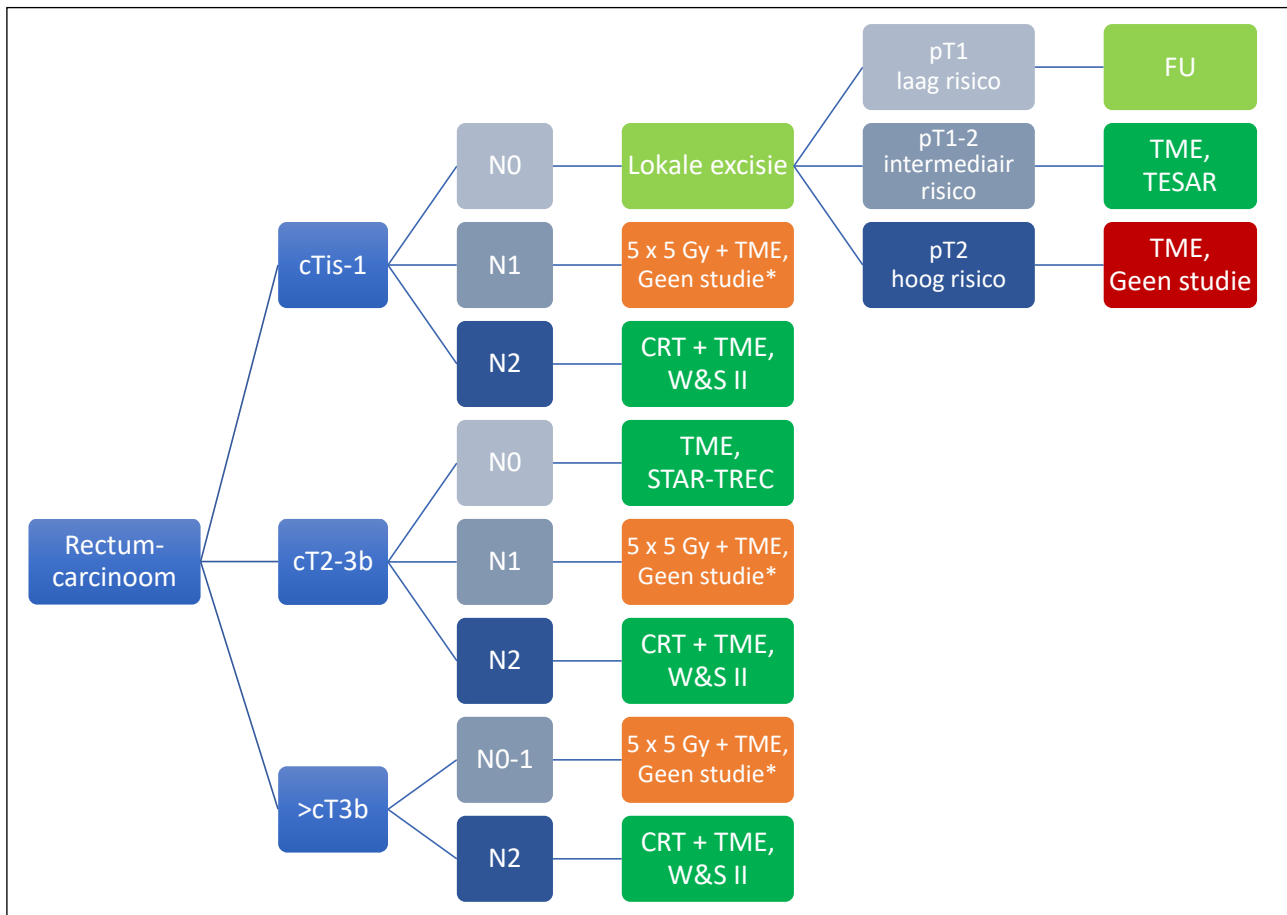 pT1
laag risico
FU
N0
Lokale excisie
pT1-2
intermediair
risico
TME,
TESAR
cTis-1
N1
5 x 5 Gy + TME,
Geen studie*
pT2
hoog risico
TME,
Geen studie
N2
CRT + TME,
W&S II
N0
TME,
STAR-TREC
Rectum-
carcinoom
cT2-3b
N1
5 x 5 Gy + TME,
Geen studie*
N2
CRT + TME,
W&S II
>cT3b
N0-1
5 x 5 Gy + TME,
Geen studie*
N2
CRT + TME,
W&S II